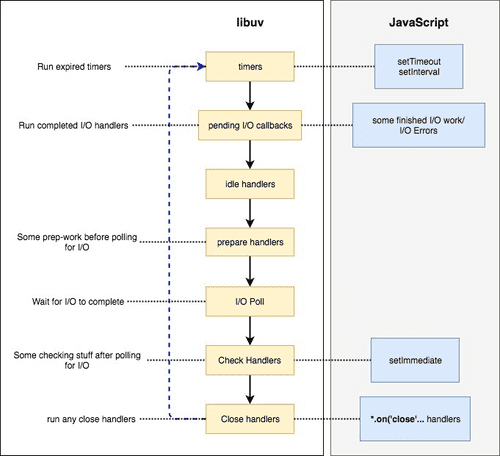 libuv
JavaScript
Run expired timers
timers
setTimeout
setInterval
Run completed I/O handlers
pending I/O callbacks
some finished I/O work/
I/O Errors
idle handlers
Some prep-work before polling
for I/O
prepare handlers
Wait for I/O to complete
I/O Poll
Some checking stuff after polling
for I/O
Check Handlers
setImmediate
run any close handlers
Close handlers
*.on('close'... handlers